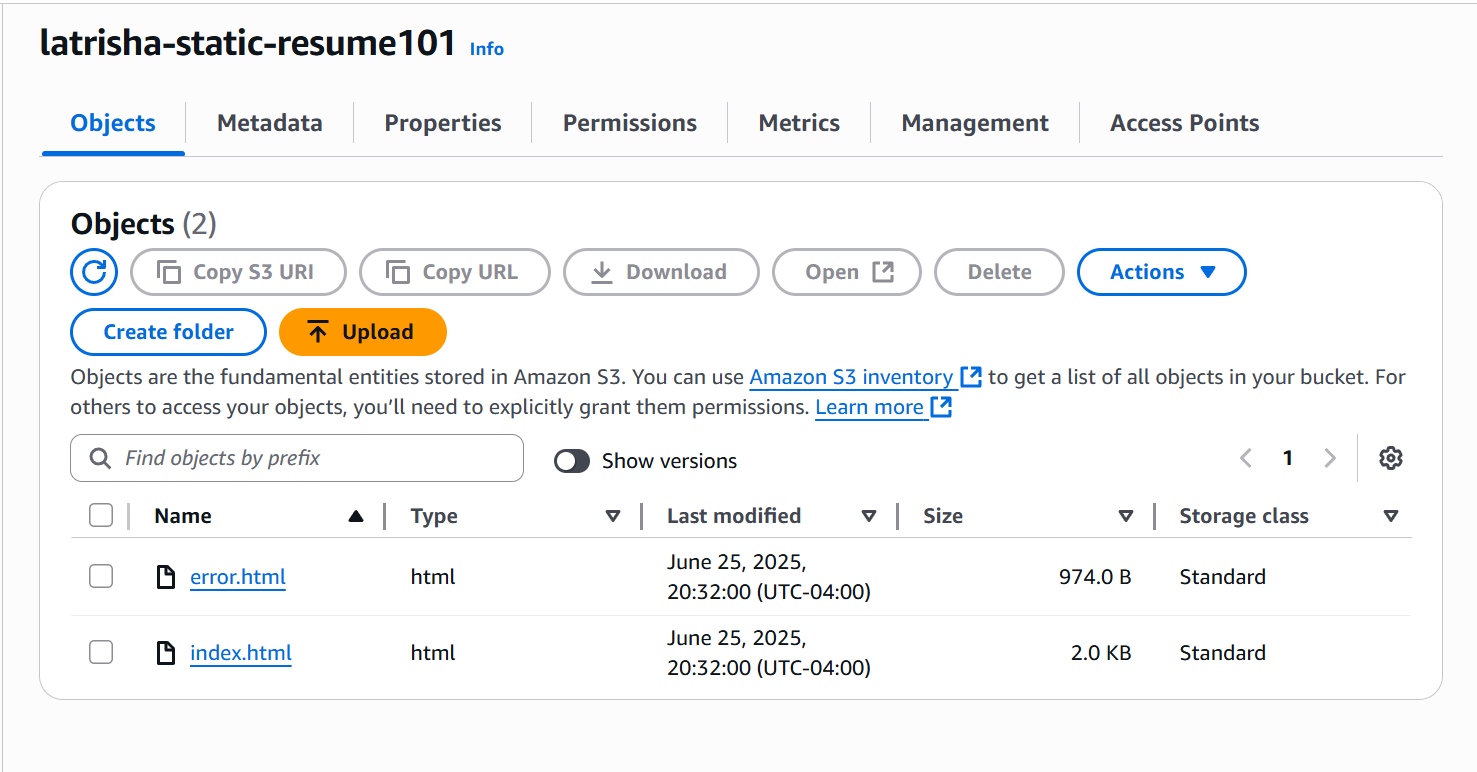 latrisha-static-resume101 Info
Objects Metadata Properties Permissions Metrics Management Access Points
Objects (2)
Copy S3 URI Copy URL Download Open Delete Actions
Create folder Upload
Objects are the fundamental entities stored in Amazon S3. You can use Amazon S3 inventory to get a list of all objects in your bucket. For
others to access your objects, you’ll need to explicitly grant them permissions. Learn more
Find objects by prefix Show versions 1
Name Type Last modified Size Storage class
error.html html June 25, 2025, 974.0 B Standard
20:32:00 (UTC-04:00)
index.html html June 25, 2025, 2.0 KB Standard
20:32:00 (UTC-04:00)